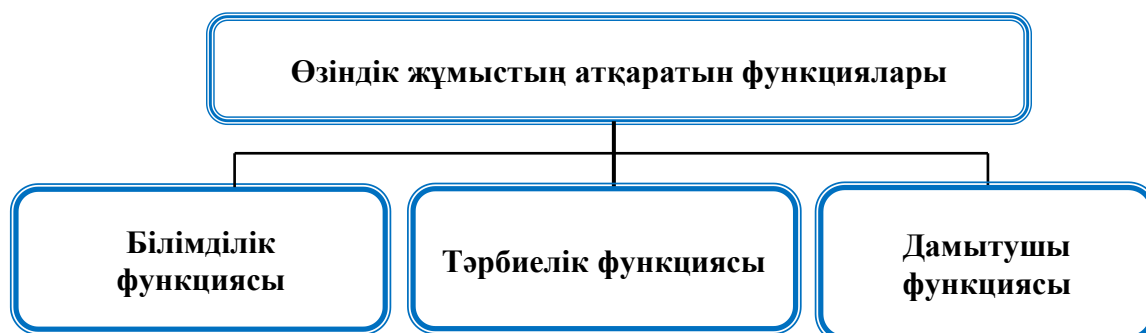 Өзіндік жұмыстың атқаратын функциялары
Білімділік
функциясы
Тәрбиелік функциясы
Дамытушы
функциясы